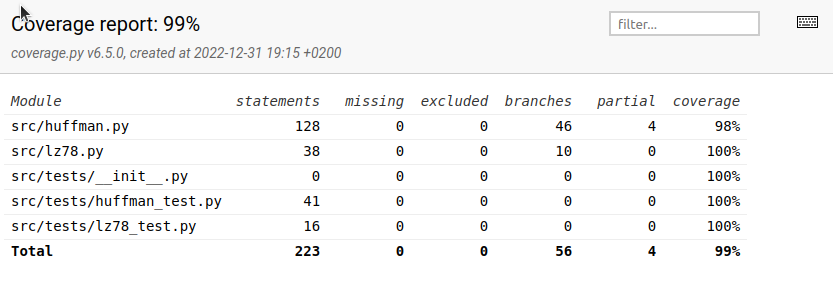 Coverage report: 99%
filter...
coverage.py v6.5.0, created at 2022-12-31 19:15 +0200
Module statements missing excluded branches partial coverage
src/huffman.py 128 0 0 46 4 98%
src/lz78.py 38 0 0 10 0 100%
src/tests/__init__.py 0 0 0 0 0 100%
src/tests/huffman_test.py 41 0 0 0 0 100%
src/tests/lz78_test.py 16 0 0 0 0 100%
Total 223 0 0 56 4 99%